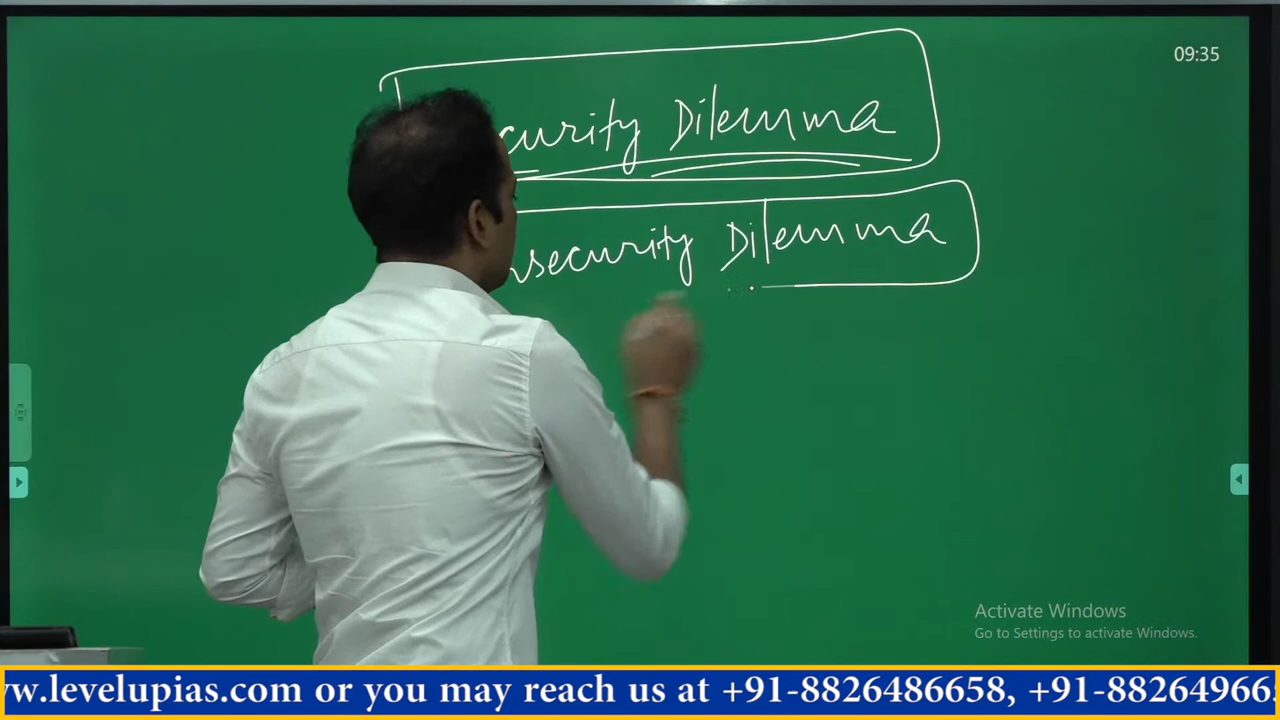 09:35
curity Dilemma
nsecurity Dilemma
Activate Windows
Go to Settings to activate Windows.
w.levelupias.com or you may reach us at +91-8826486658, +91-88264966